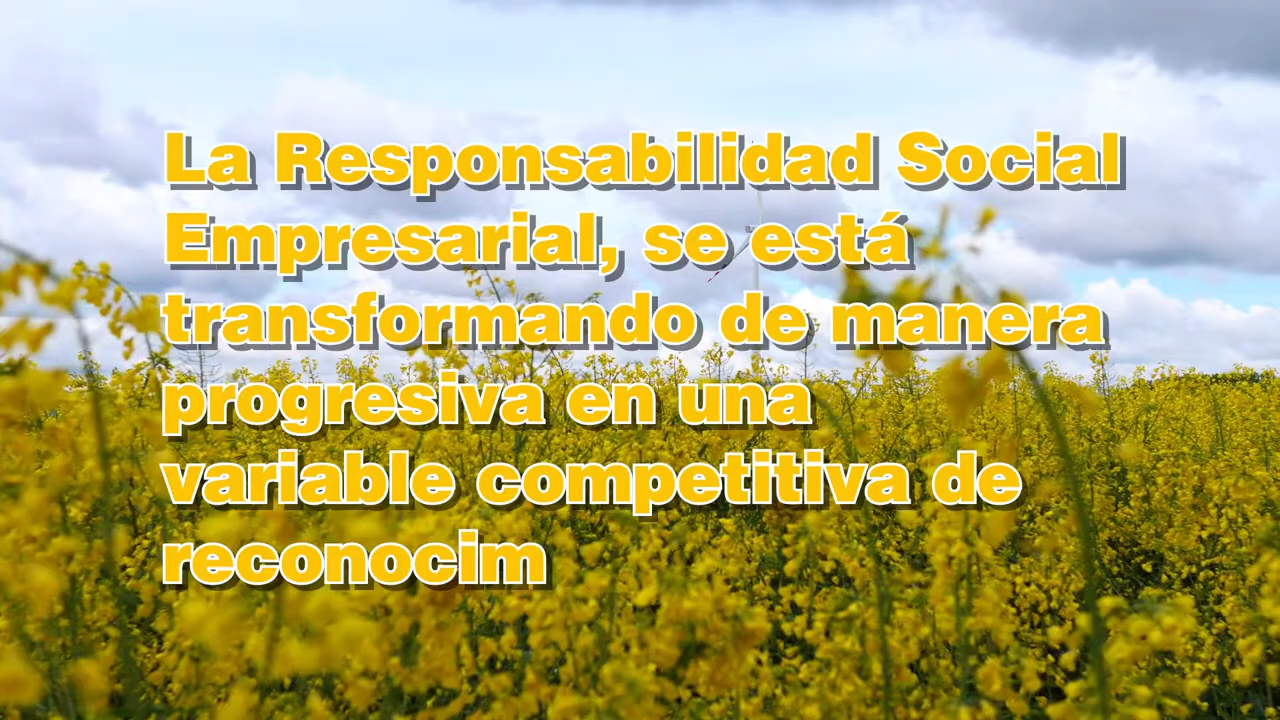 La Responsabilidad Social
Empresarial, se está
transformando de manera
progresiva en una
variable competitiva de
reconocim